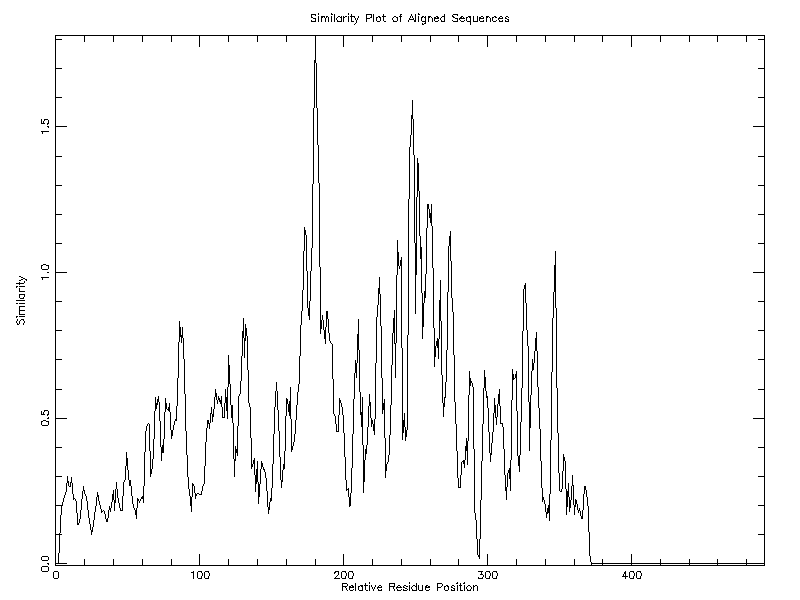 Similarity Plot of Aligned Sequences
1.5
1.0
0.5
0.0
Similarity
0 100 200 300 400
Relative Residue Position